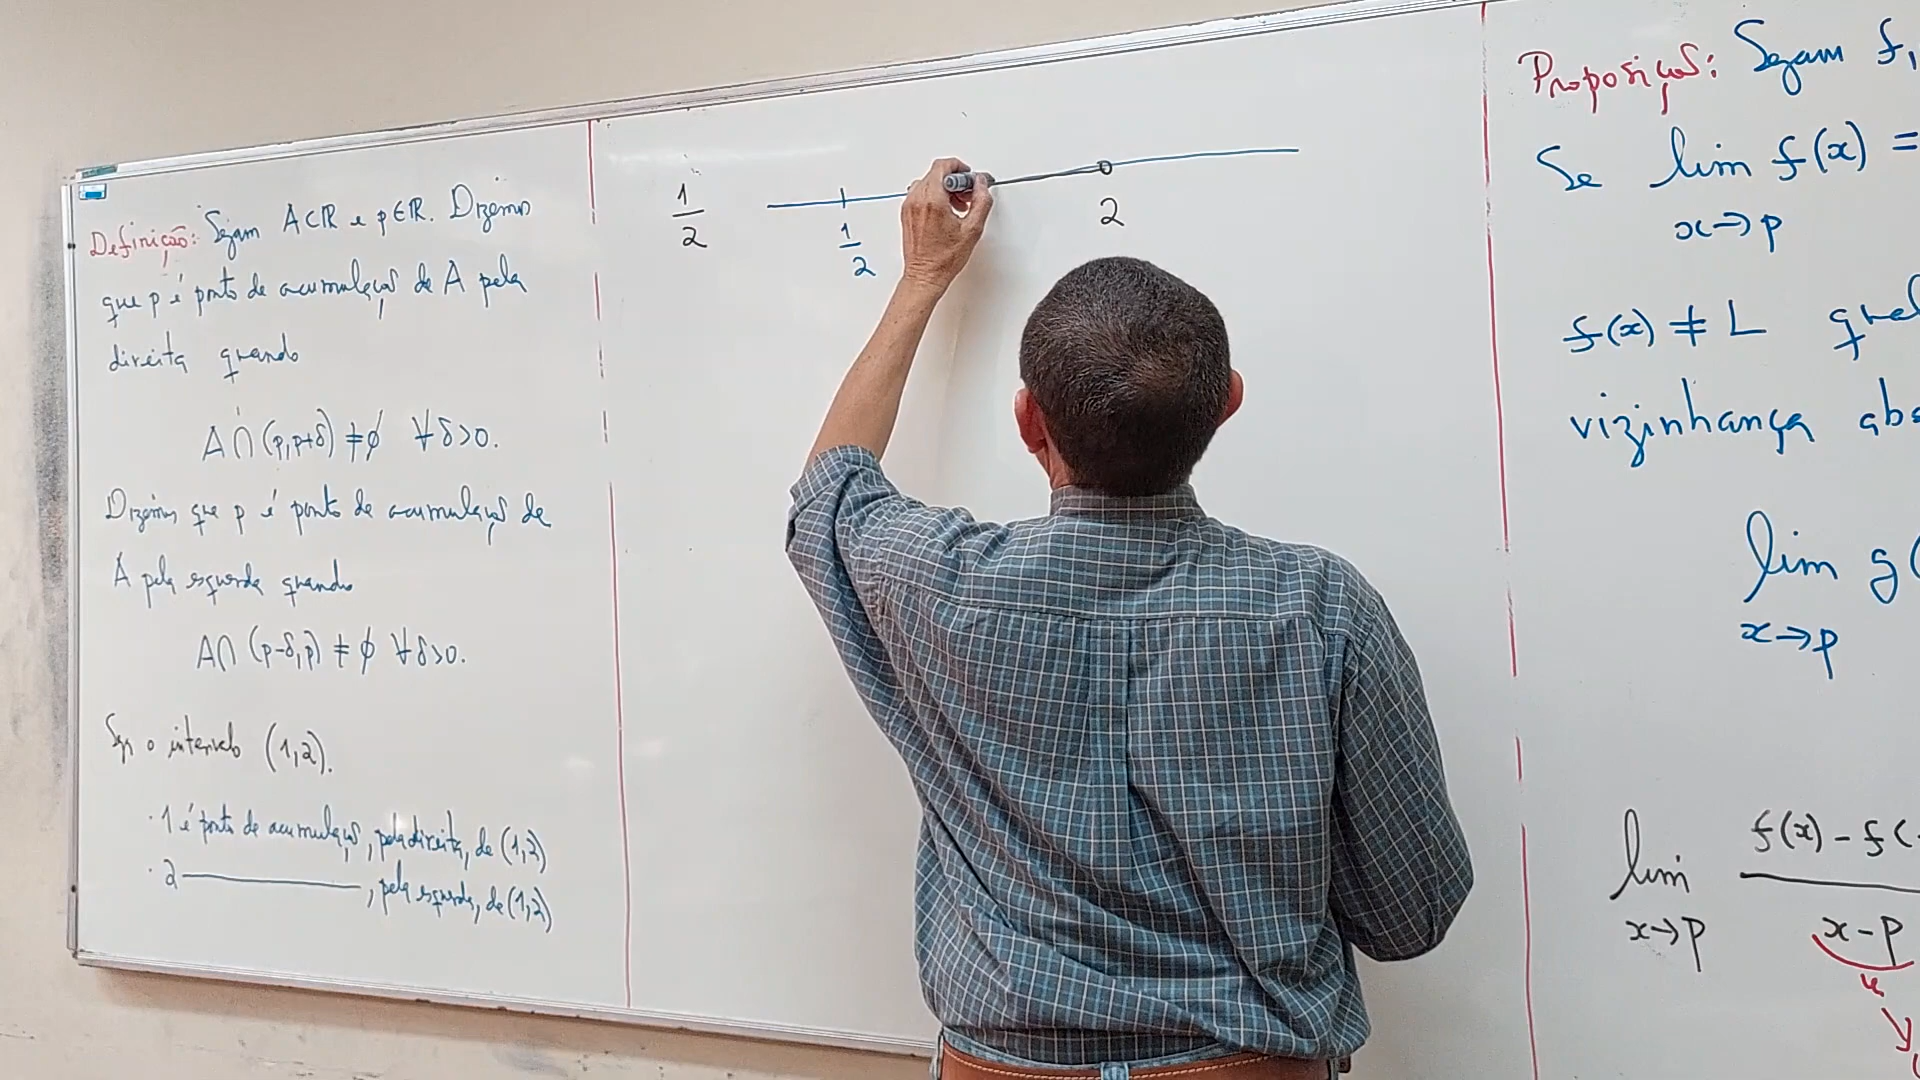 Definição: Sejam A⊂ℝ e p∈ℝ. Dizemos
que p é ponto de acumulação de A pela
direita quando
A∩(p,p+δ)≠∅ ∀δ>0.
Dizemos que p é ponto de acumulação de
A pela esquerda quando
A∩(p-δ,p)≠∅ ∀δ>0.
Seja o intervalo (1,2).
· 1 é ponto de acumulação, pela direita, de (1,2)
· 2 ————, pela esquerda, de (1,2)
1/2
1/2
2
Proposição: Sejam f,
Se lim f(x) =
x→p
f(x) ≠ L
vizinhança
lim g(
x→p
lim f(x) - f(
x→p x-p